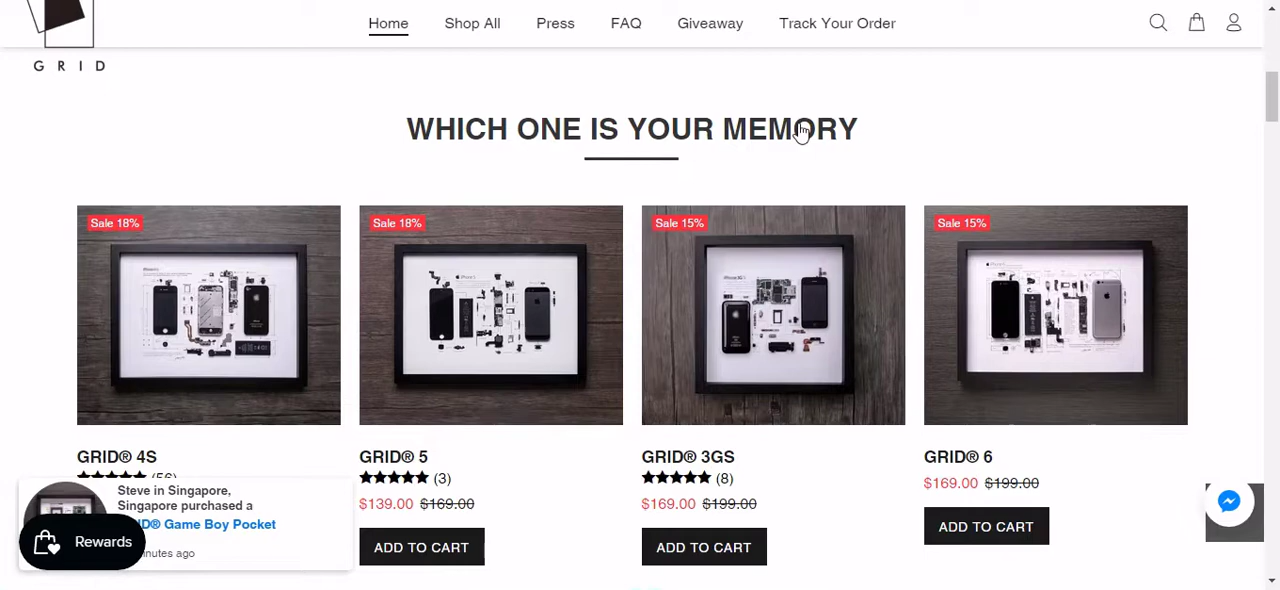 GRID
Home Shop All Press FAQ Giveaway Track Your Order
WHICH ONE IS YOUR MEMORY
Sale 18% Sale 18% Sale 15% Sale 15%
GRID® 4S GRID® 5 GRID® 3GS GRID® 6
(56) (3) (8) $169.00 $199.00
$139.00 $169.00 $169.00 $199.00
ADD TO CART ADD TO CART ADD TO CART
Steve in Singapore,
Singapore purchased a
Game Boy Pocket
ago
Rewards